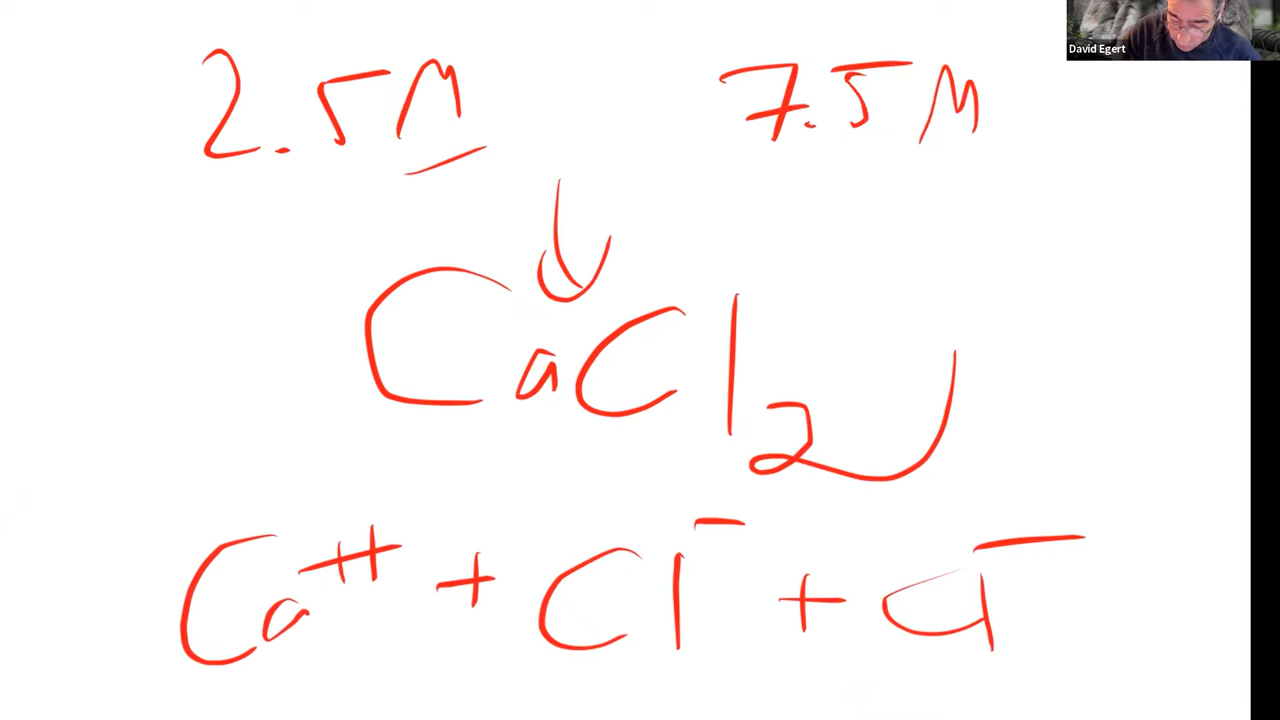 David Egert
2.5M 7.5M
CaCl₂
Ca⁺⁺ + Cl⁻ + Cl⁻